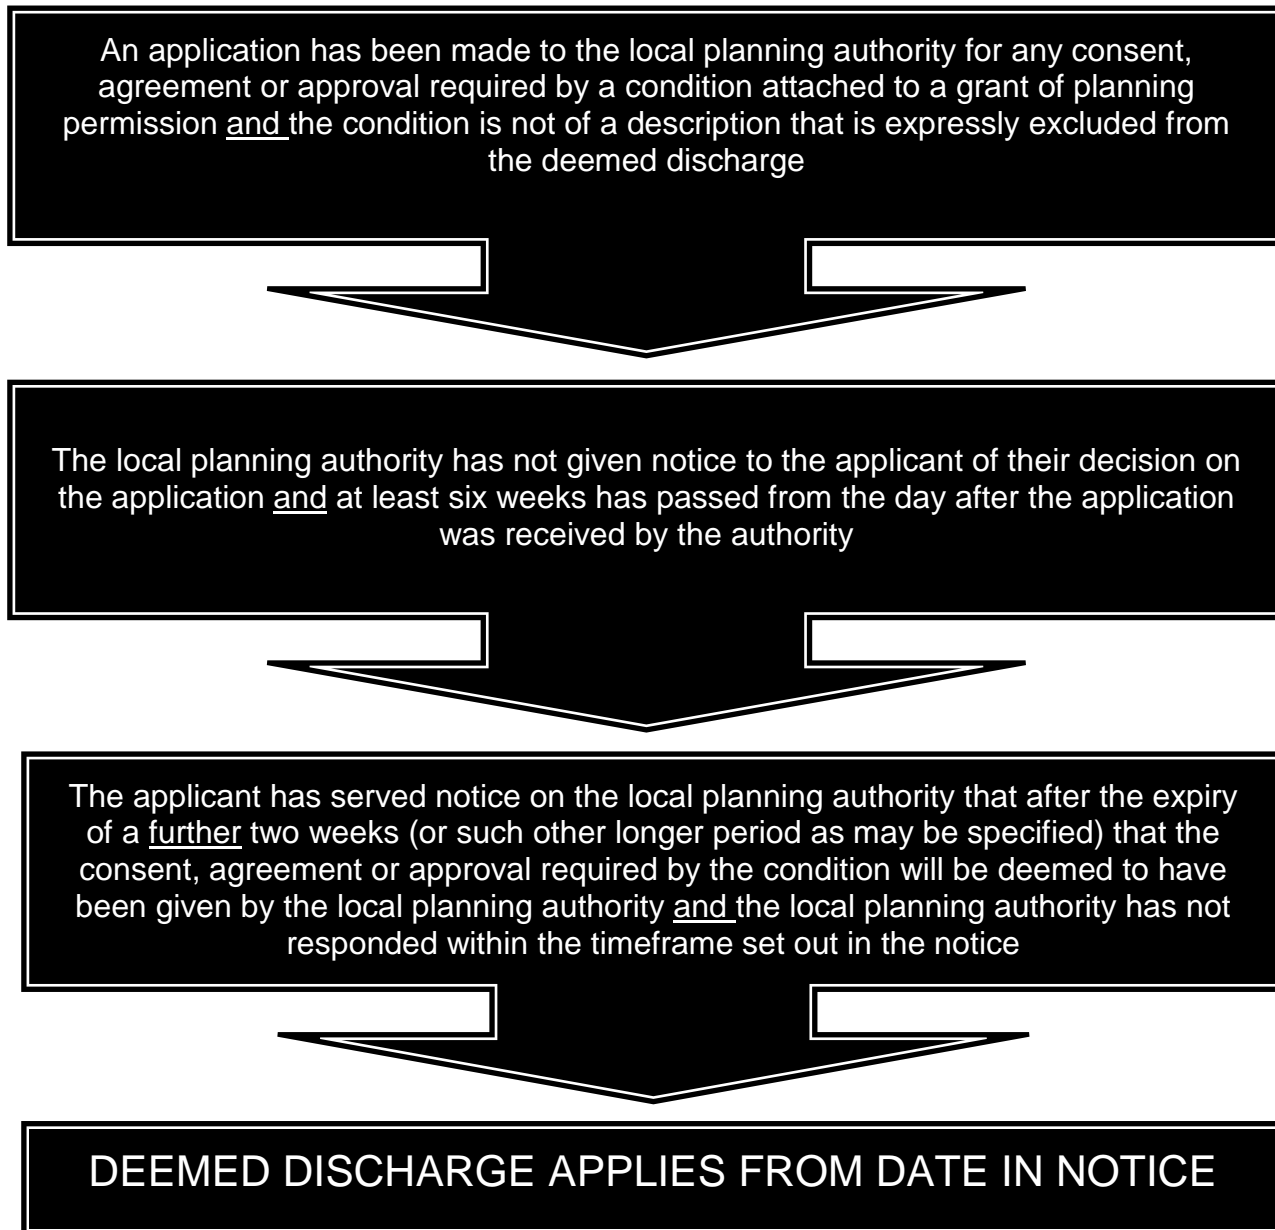 An application has been made to the local planning authority for any consent,
agreement or approval required by a condition attached to a grant of planning
permission and the condition is not of a description that is expressly excluded from
the deemed discharge
The local planning authority has not given notice to the applicant of their decision on
the application and at least six weeks has passed from the day after the application
was received by the authority
The applicant has served notice on the local planning authority that after the expiry
of a further two weeks (or such other longer period as may be specified) that the
consent, agreement or approval required by the condition will be deemed to have
been given by the local planning authority and the local planning authority has not
responded within the timeframe set out in the notice
DEEMED DISCHARGE APPLIES FROM DATE IN NOTICE